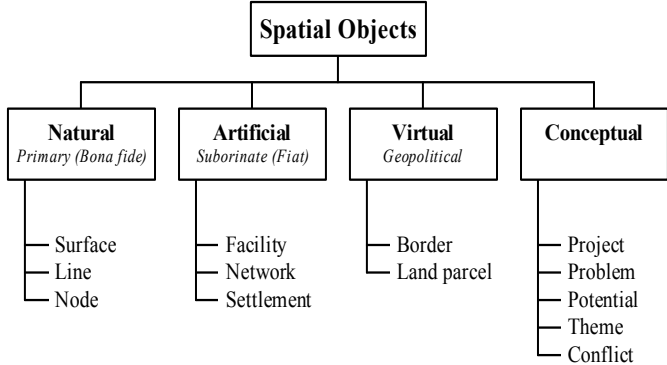 Spatial Objects
Natural
Primary (Bona fide)
Artificial
Suborinate (Fiat)
Virtual
Geopolitical
Conceptual
Surface
Line
Node
Facility
Network
Settlement
Border
Land parcel
Project
Problem
Potential
Theme
Conflict